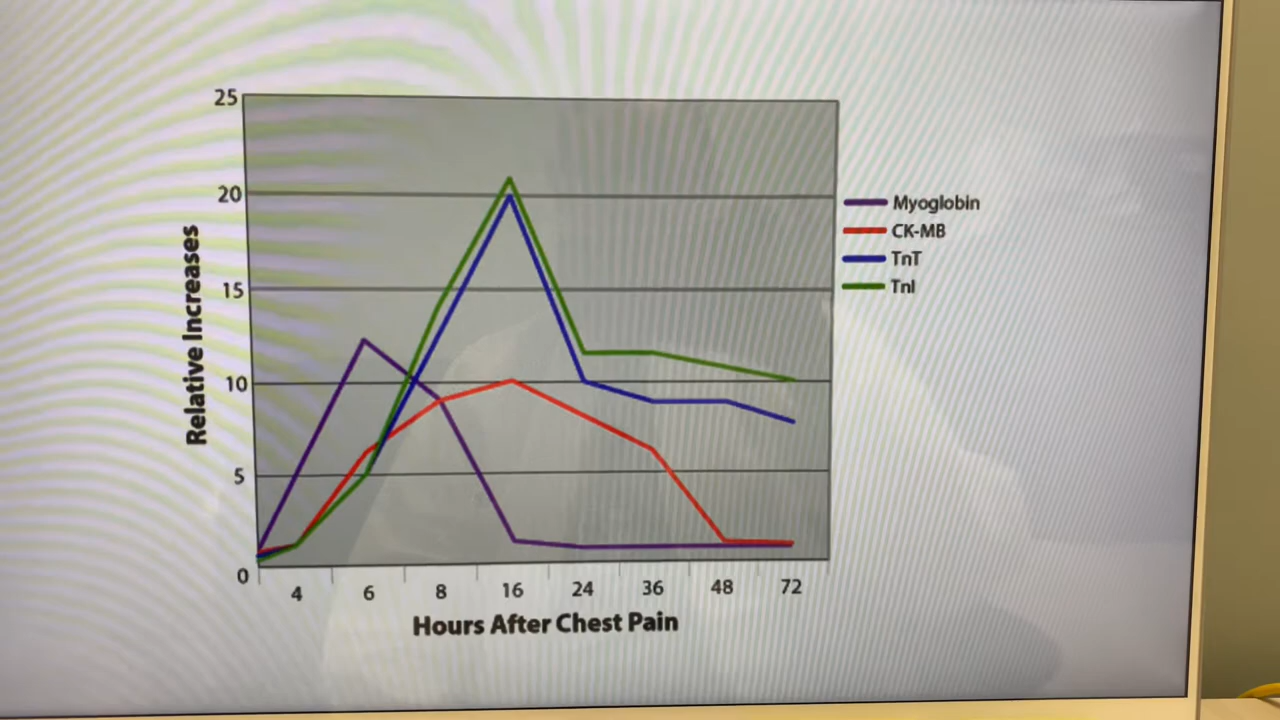 25
20
15
10
5
0
Relative Increases
4 6 8 16 24 36 48 72
Hours After Chest Pain
Myoglobin
CK-MB
TnT
TnI